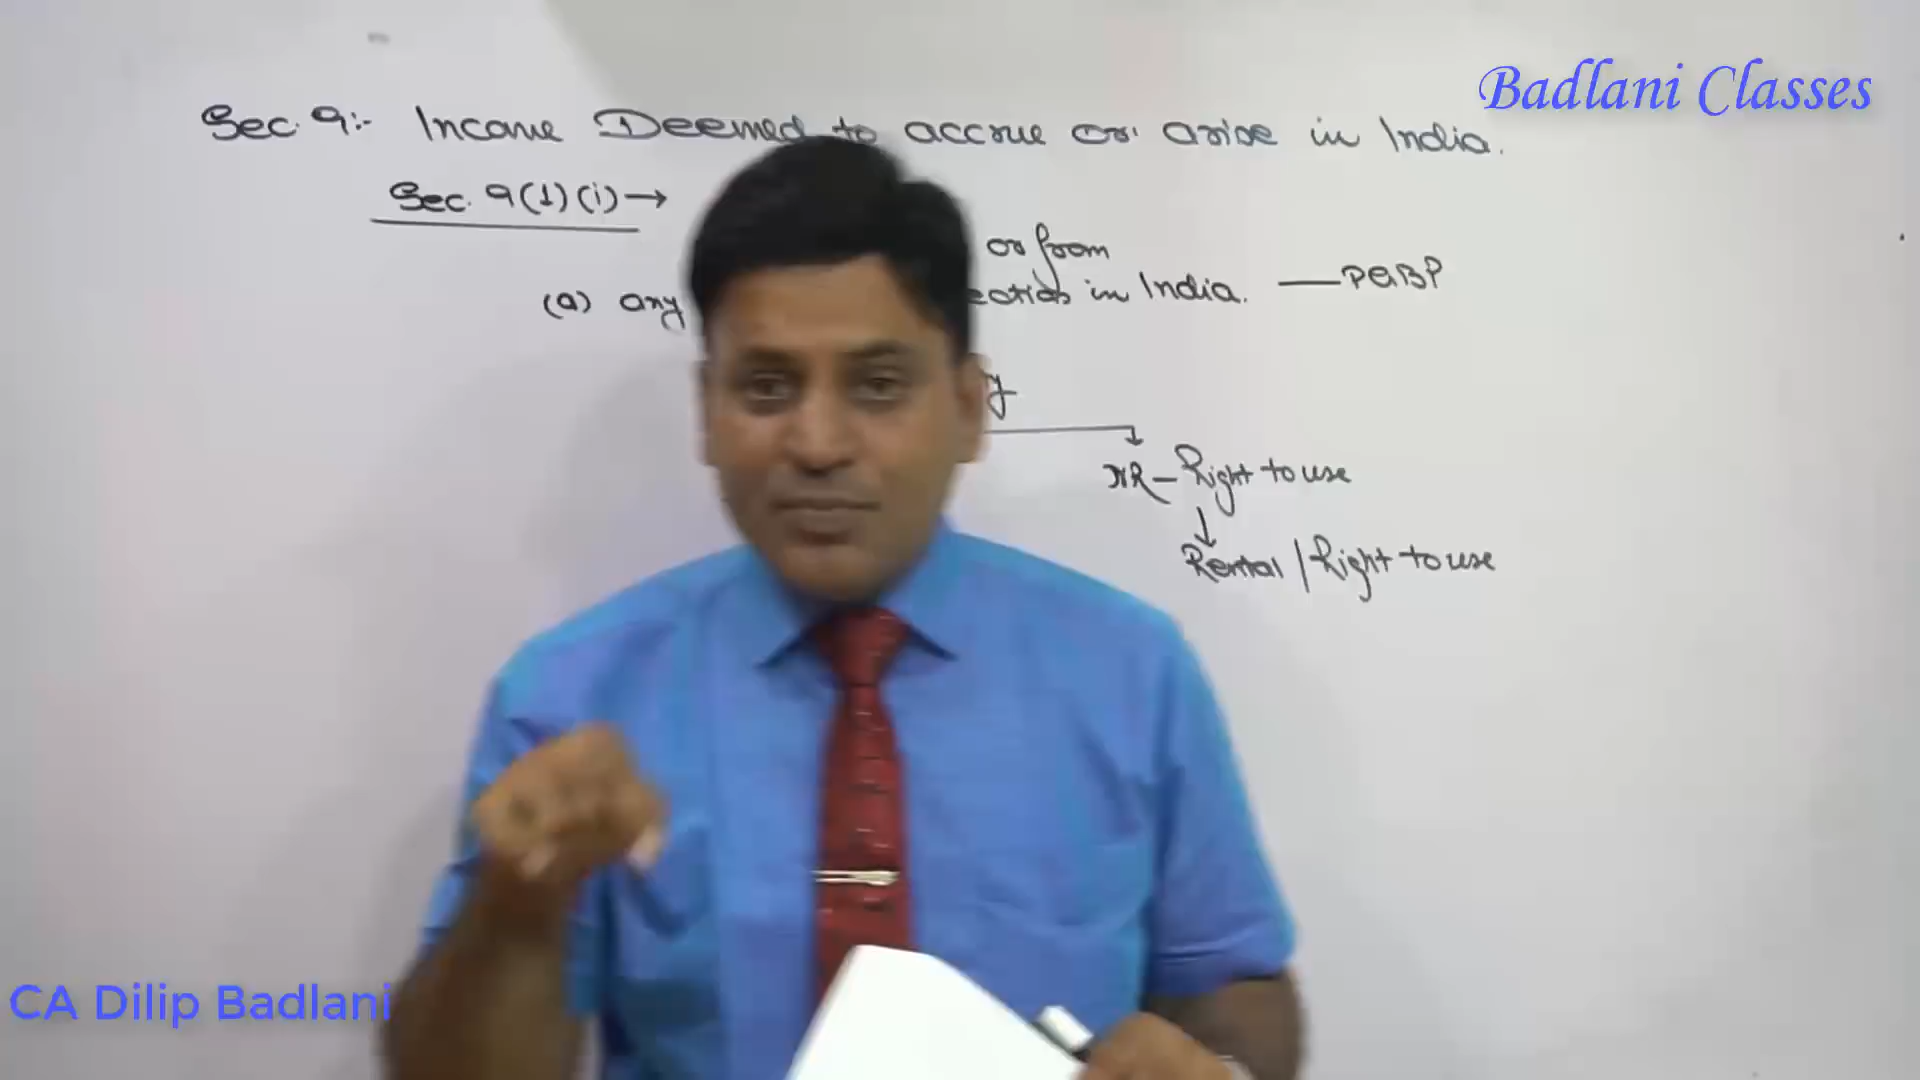 Badlani Classes
Sec. 9:- Income Deemed to accrue or arise in India.
Sec. 9(1)(i) →
or from
(a) any in India. — PGBP
NR - Right to use
↓
Rental / Right to use
CA Dilip Badlani